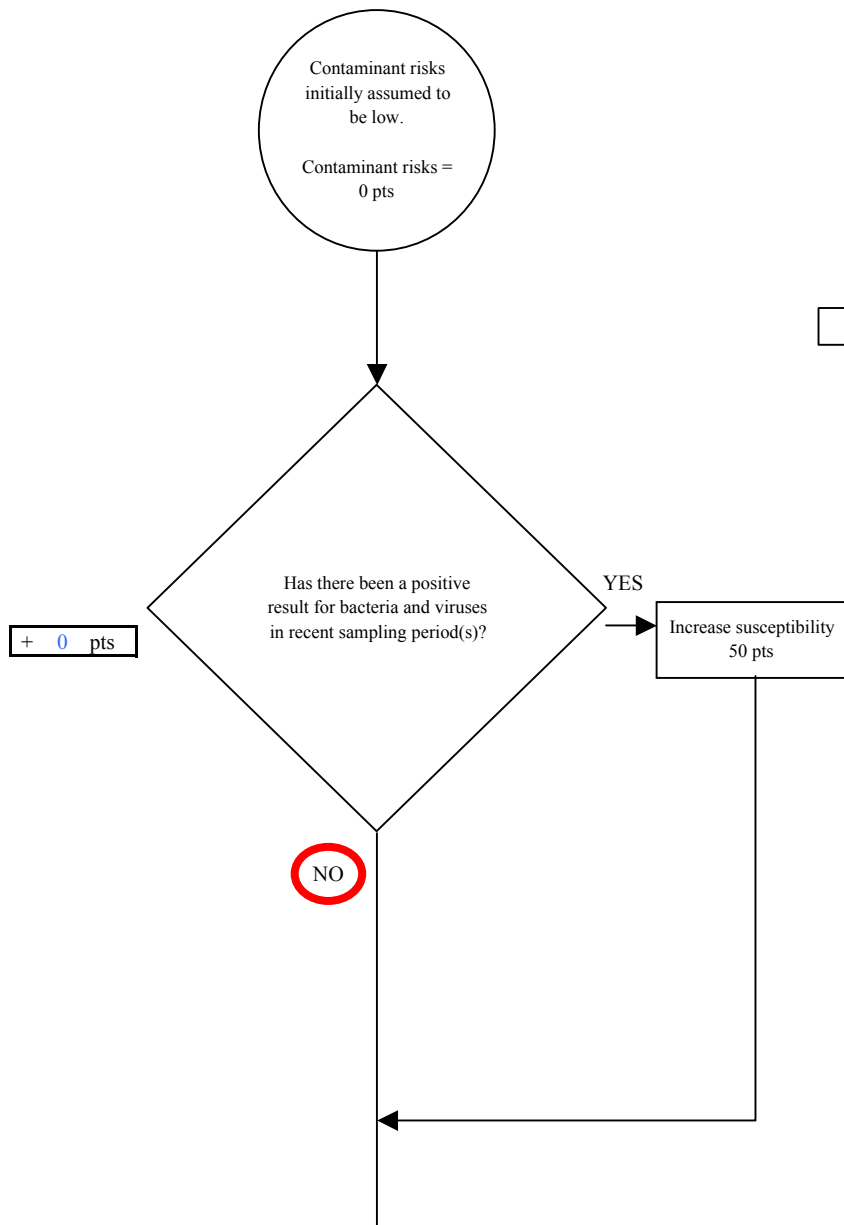 Contaminant risks
initially assumed to
be low.
Contaminant risks =
0 pts
Has there been a positive
result for bacteria and viruses
in recent sampling period(s)?
YES
+ 0 pts
Increase susceptibility
50 pts
NO